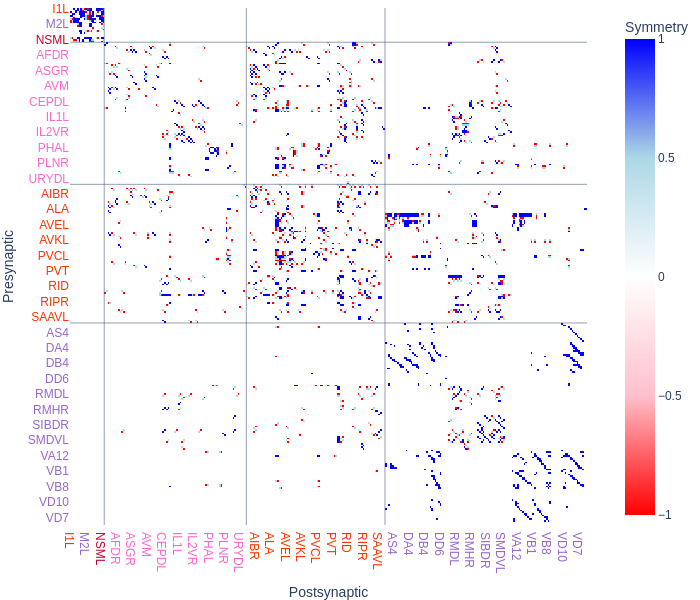 Symmetry
1
0.5
0
−0.5
−1
Presynaptic
I1L
M2L
NSML
AFDR
ASGR
AVM
CEPDL
IL1L
IL2VR
PHAL
PLNR
URYDL
AIBR
ALA
AVEL
AVKL
PVCL
PVT
RID
RIPR
SAAVL
AS4
DA4
DB4
DD6
RMDL
RMHR
SIBDR
SMDVL
VA12
VB1
VB8
VD10
VD7
I1L
M2L
NSML
AFDR
ASGR
AVM
CEPDL
IL1L
IL2VR
PHAL
PLNR
URYDL
AIBR
ALA
AVEL
AVKL
PVCL
PVT
RID
RIPR
SAAVL
AS4
DA4
DB4
DD6
RMDL
RMHR
SIBDR
SMDVL
VA12
VB1
VB8
VD10
VD7
Postsynaptic